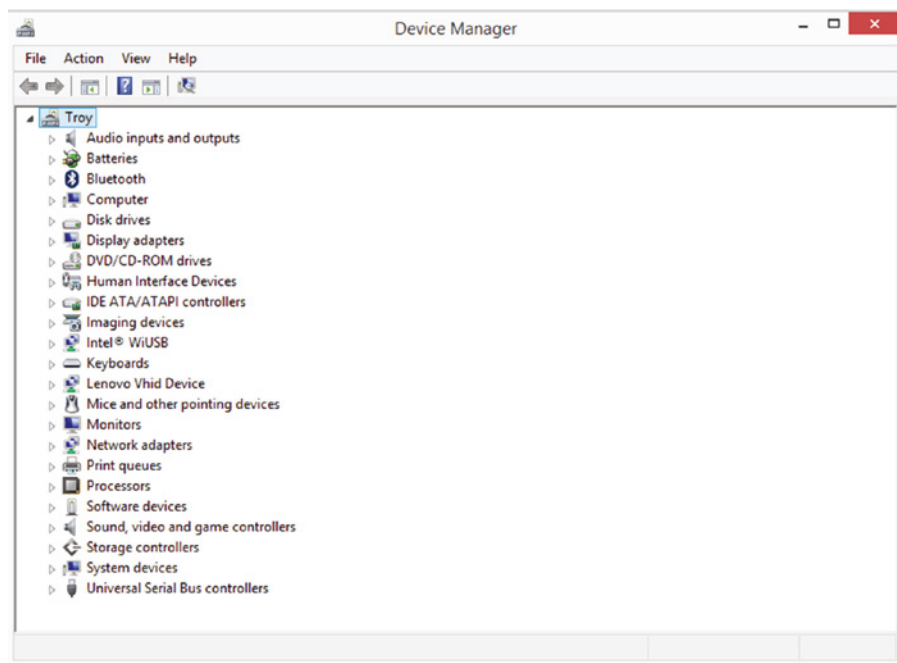 Device Manager
File Action View Help
Troy
Audio inputs and outputs
Batteries
Bluetooth
Computer
Disk drives
Display adapters
DVD/CD-ROM drives
Human Interface Devices
IDE ATA/ATAPI controllers
Imaging devices
Intel® WiUSB
Keyboards
Lenovo Vhid Device
Mice and other pointing devices
Monitors
Network adapters
Print queues
Processors
Software devices
Sound, video and game controllers
Storage controllers
System devices
Universal Serial Bus controllers